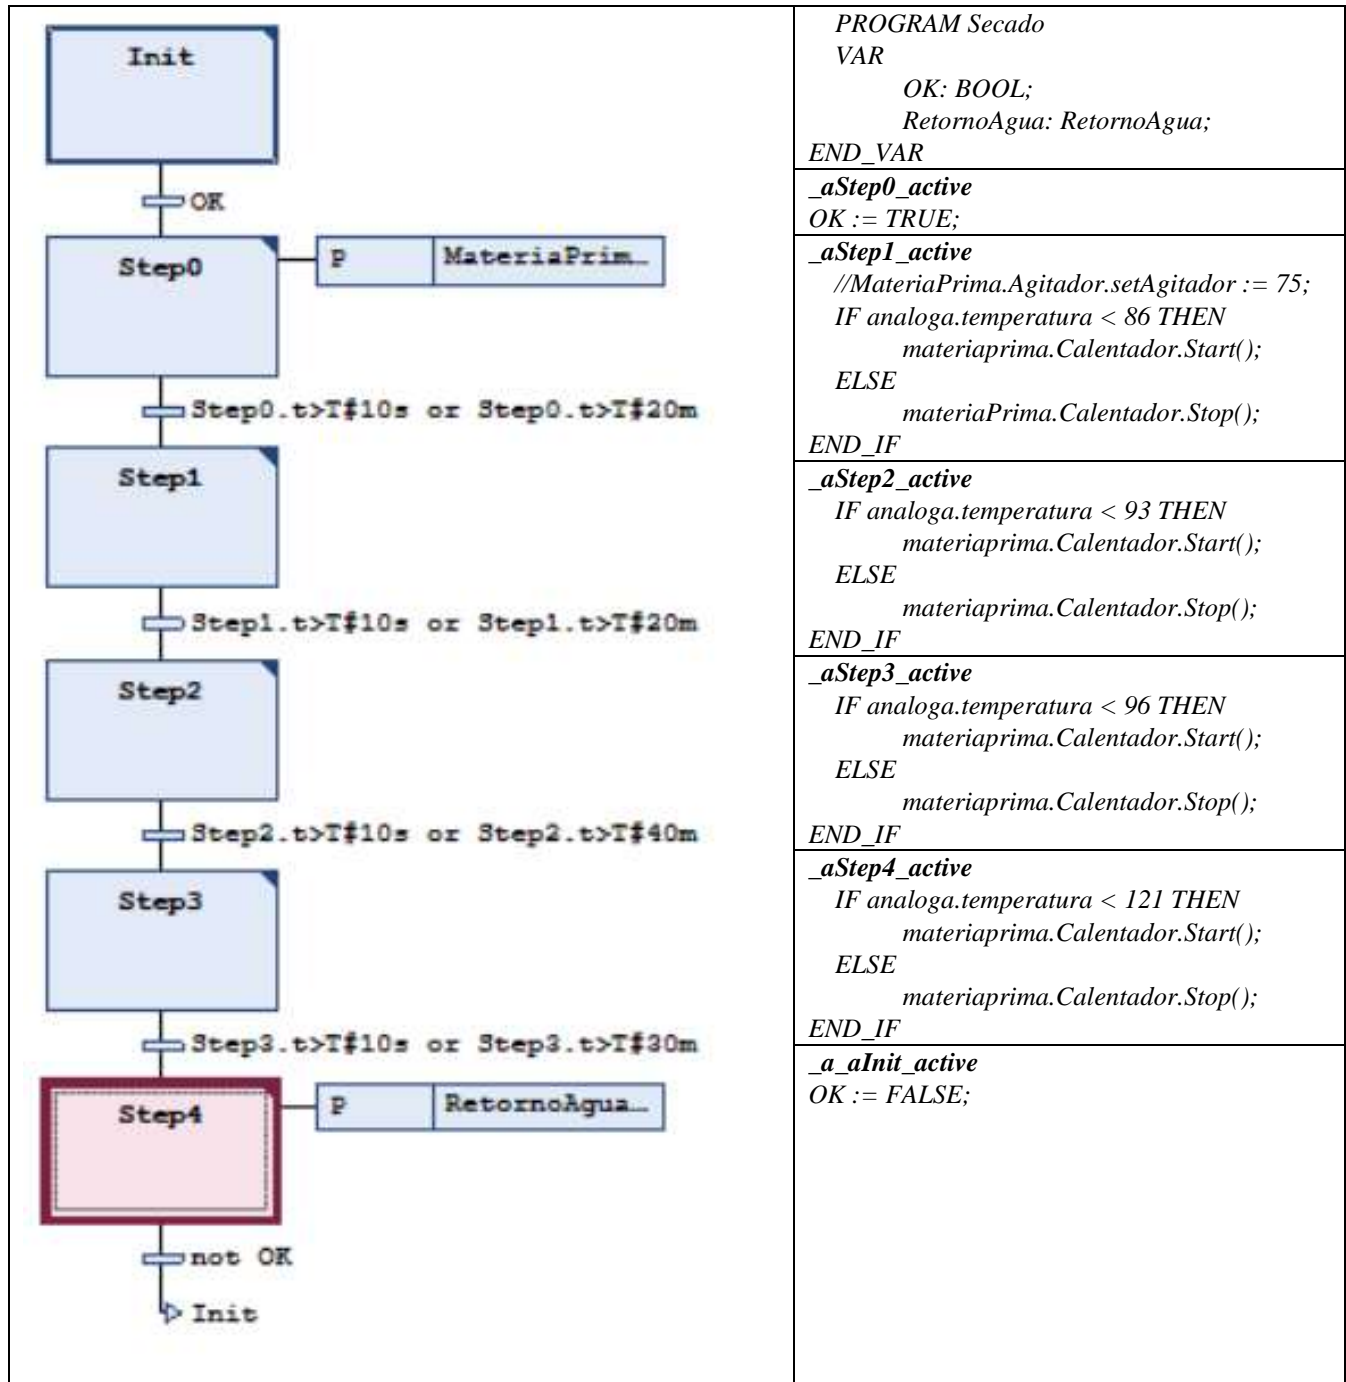 Init
OK
Step0
P MateriaPrim…
Step0.t>T#10s or Step0.t>T#20m
Step1
Step1.t>T#10s or Step1.t>T#20m
Step2
Step2.t>T#10s or Step2.t>T#40m
Step3
Step3.t>T#10s or Step3.t>T#30m
Step4
P RetornoAgua…
not OK
Init
PROGRAM Secado
VAR
OK: BOOL;
RetornoAgua: RetornoAgua;
END_VAR
_aStep0_active
OK := TRUE;
_aStep1_active
//MateriaPrima.Agitador.setAgitador := 75;
IF analoga.temperatura < 86 THEN
materiaprima.Calentador.Start();
ELSE
materiaPrima.Calentador.Stop();
END_IF
_aStep2_active
IF analoga.temperatura < 93 THEN
materiaprima.Calentador.Start();
ELSE
materiaprima.Calentador.Stop();
END_IF
_aStep3_active
IF analoga.temperatura < 96 THEN
materiaprima.Calentador.Start();
ELSE
materiaprima.Calentador.Stop();
END_IF
_aStep4_active
IF analoga.temperatura < 121 THEN
materiaprima.Calentador.Start();
ELSE
materiaprima.Calentador.Stop();
END_IF
_a_aInit_active
OK := FALSE;